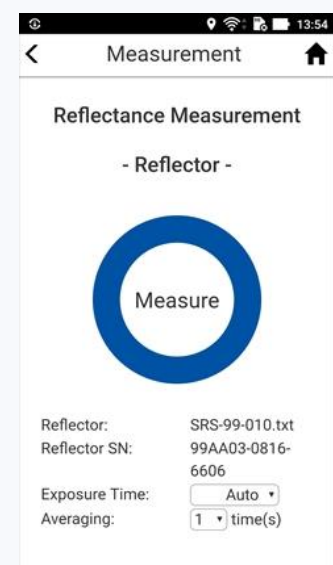 13:54
Measurement
Reflectance Measurement
- Reflector -
Measure
Reflector: SRS-99-010.txt
Reflector SN: 99AA03-0816-
6606
Exposure Time: Auto
Averaging: 1 time(s)